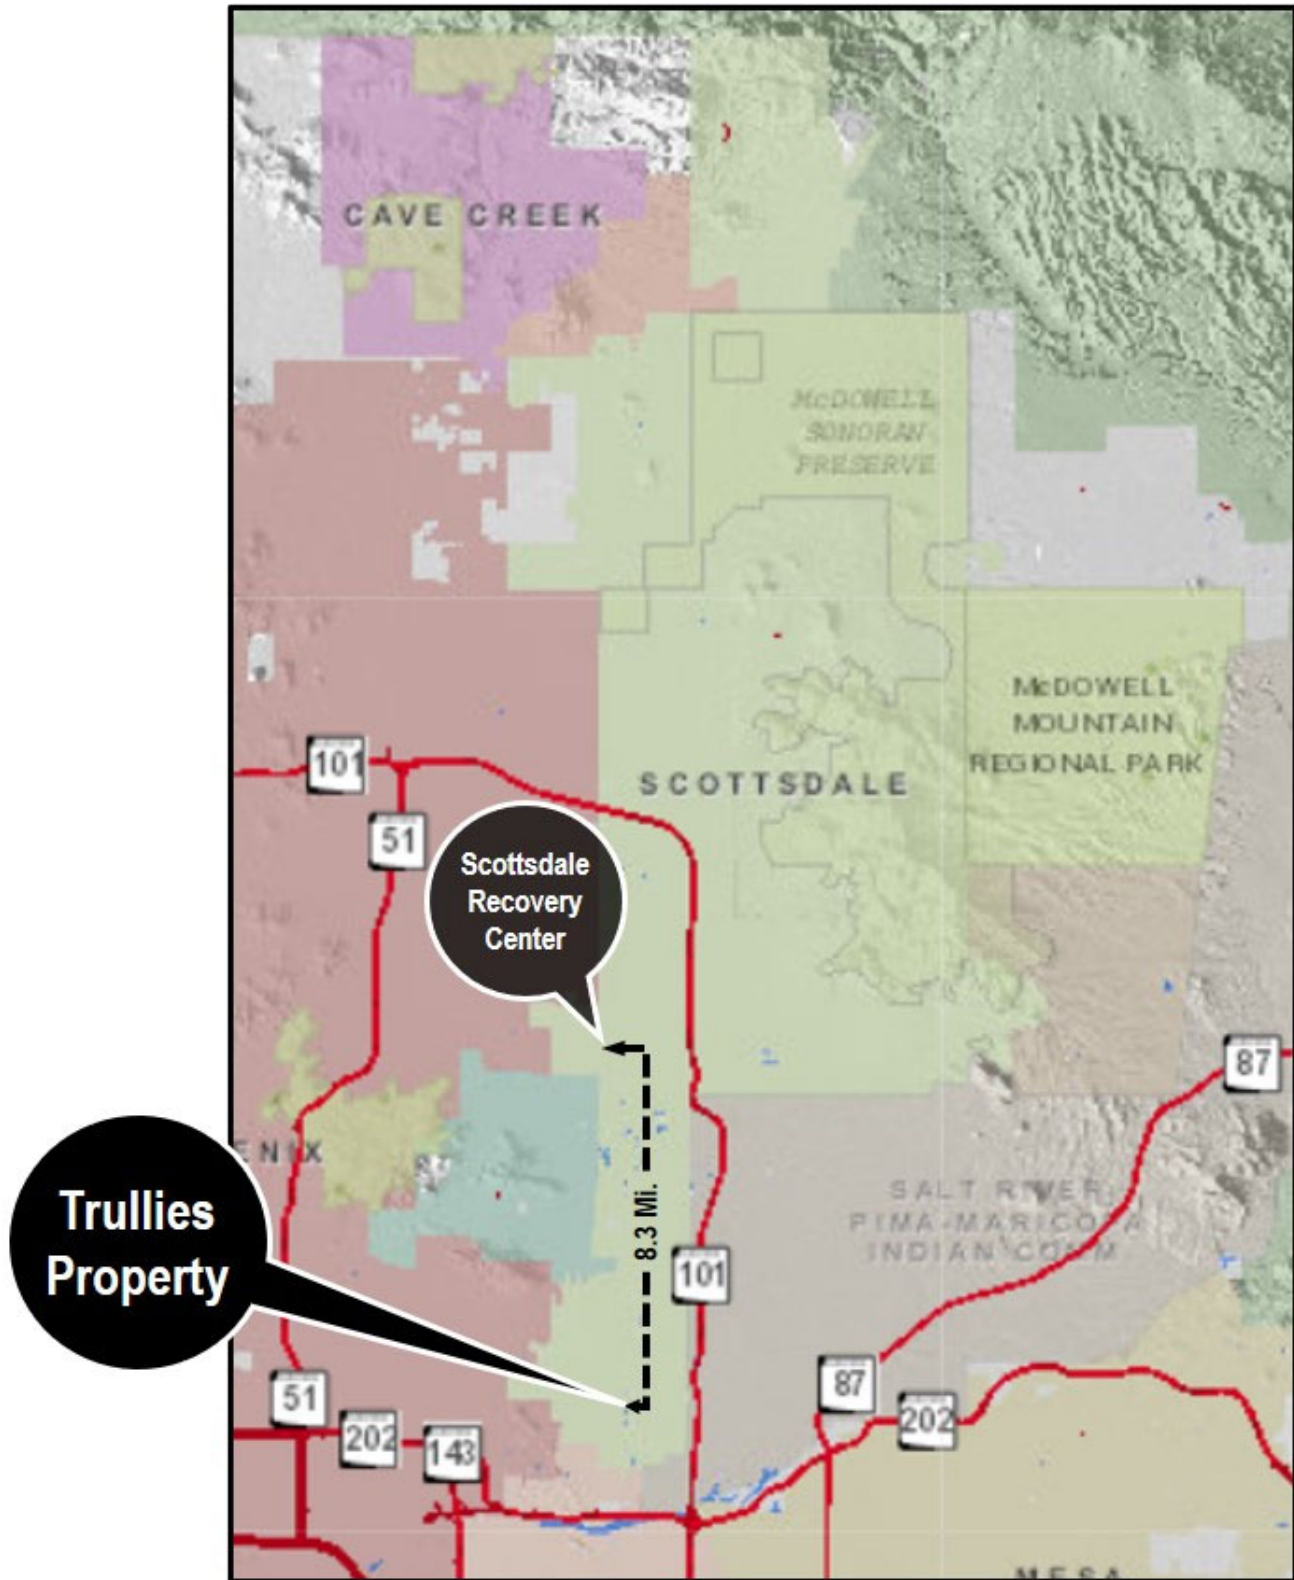 CAVE CREEK
McDOWELL
SONORAN
PRESERVE
McDOWELL
MOUNTAIN
REGIONAL PARK
SCOTTSDALE
101
51
Scottsdale
Recovery
Center
87
ENIX
SALT RIVER
PIMA-MARICOPA
INDIAN COMM
Trullies
Property
8.3 Mi.
101
51
87
202
202
143
MESA